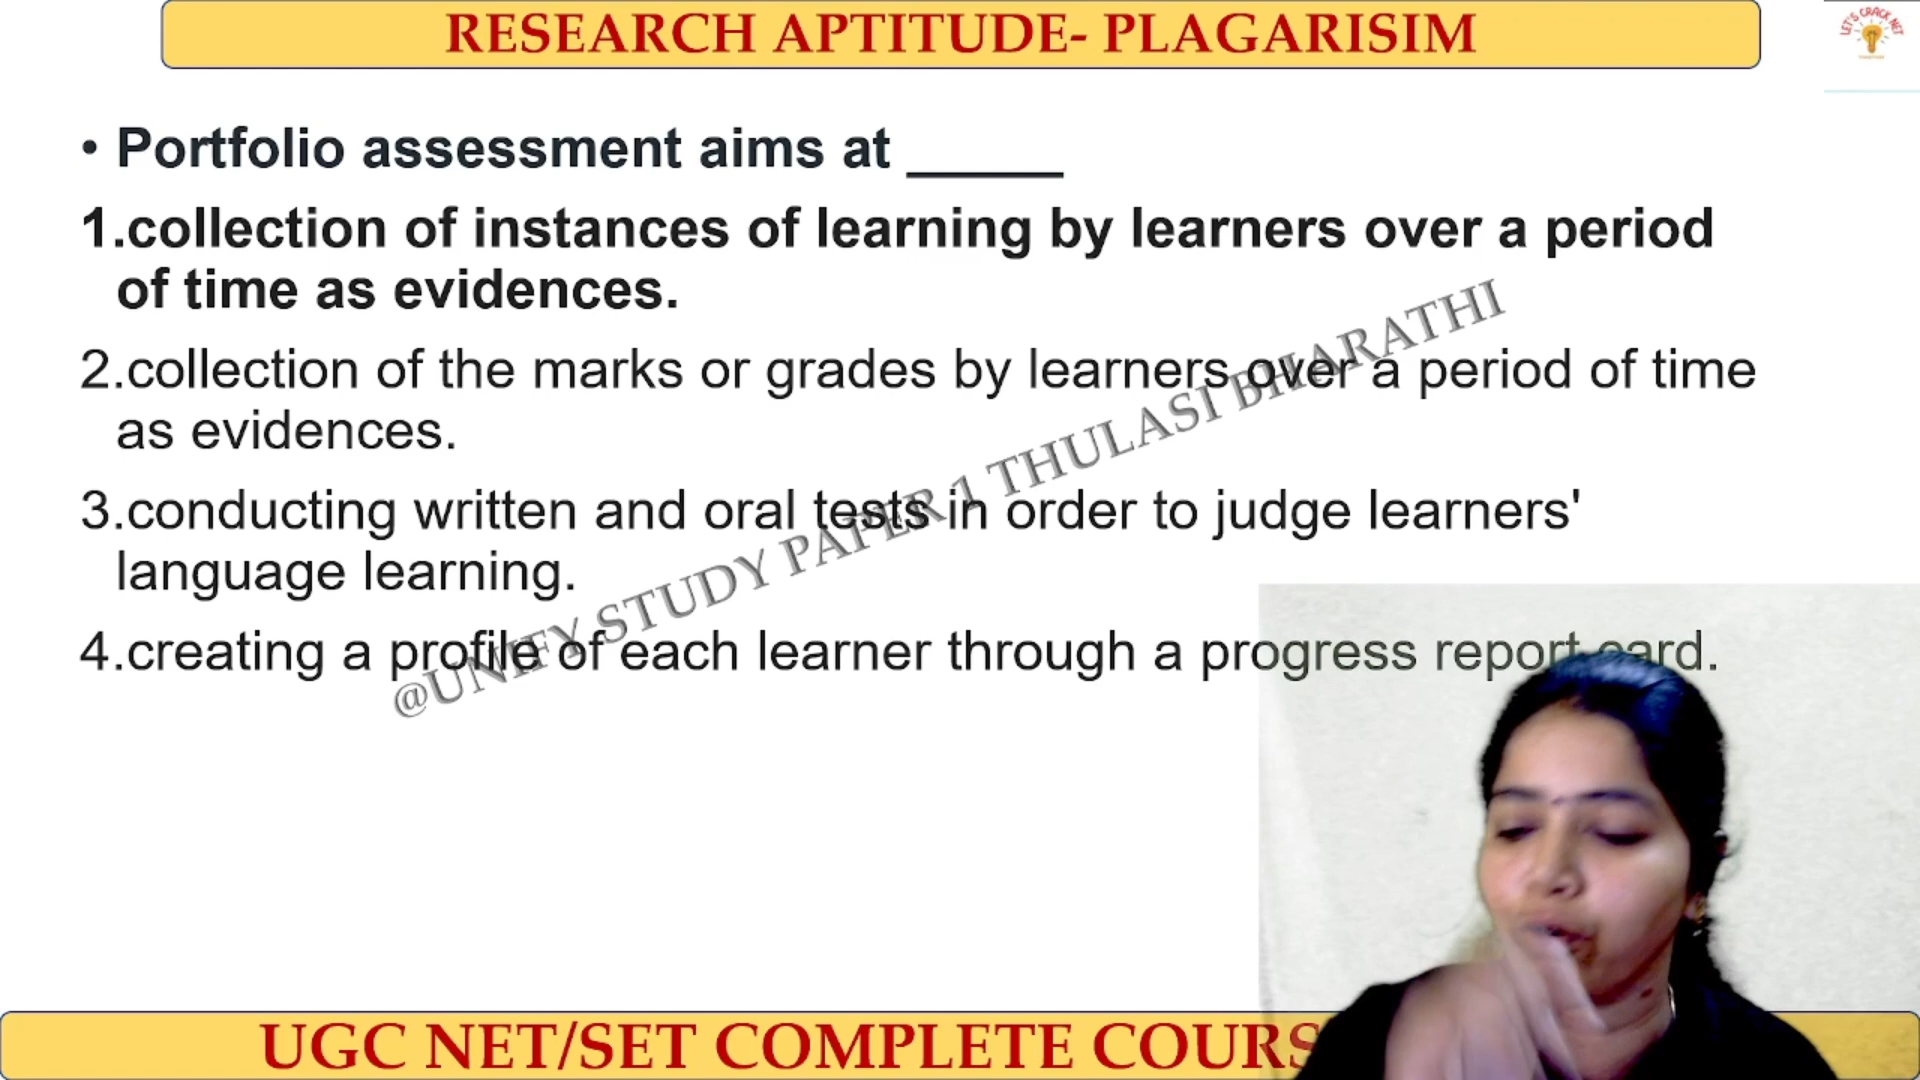 RESEARCH APTITUDE- PLAGARISIM
LET'S CRACK NET
• Portfolio assessment aims at _____
1.collection of instances of learning by learners over a period
of time as evidences.
2.collection of the marks or grades by learners over a period of time
as evidences.
3.conducting written and oral tests in order to judge learners'
language learning.
4.creating a profile of each learner through a progress report card.
@UNIFY STUDY PAPER 1 THULASI BHARATHI
UGC NET/SET COMPLETE COURS